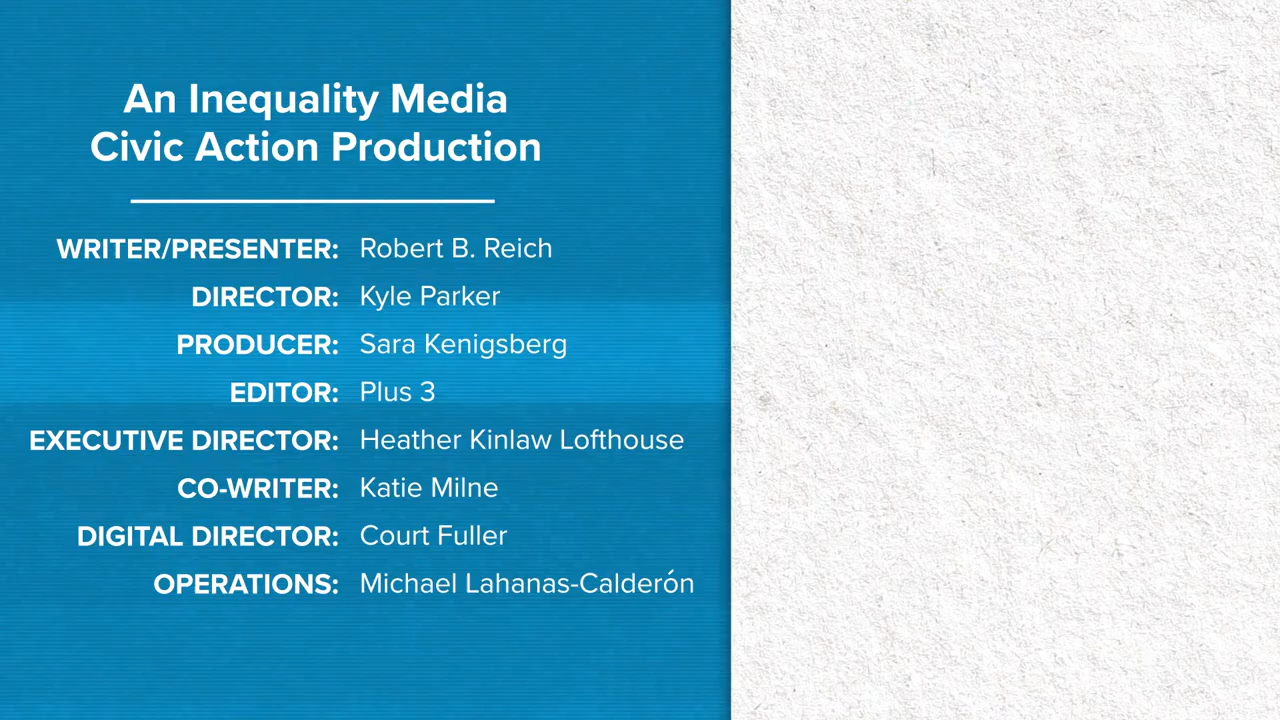 An Inequality Media
Civic Action Production
WRITER/PRESENTER: Robert B. Reich
DIRECTOR: Kyle Parker
PRODUCER: Sara Kenigsberg
EDITOR: Plus 3
EXECUTIVE DIRECTOR: Heather Kinlaw Lofthouse
CO-WRITER: Katie Milne
DIGITAL DIRECTOR: Court Fuller
OPERATIONS: Michael Lahanas-Calderón